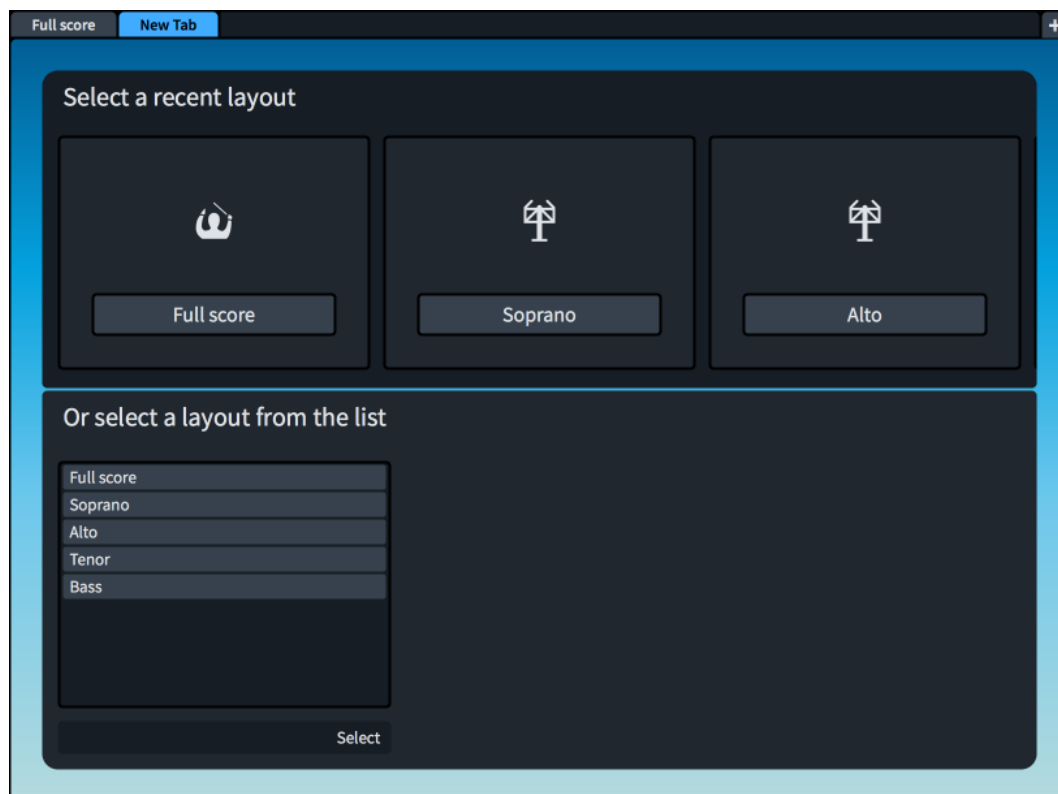 Full score
New Tab
+
Select a recent layout
Full score
Soprano
Alto
Or select a layout from the list
Full score
Soprano
Alto
Tenor
Bass
Select